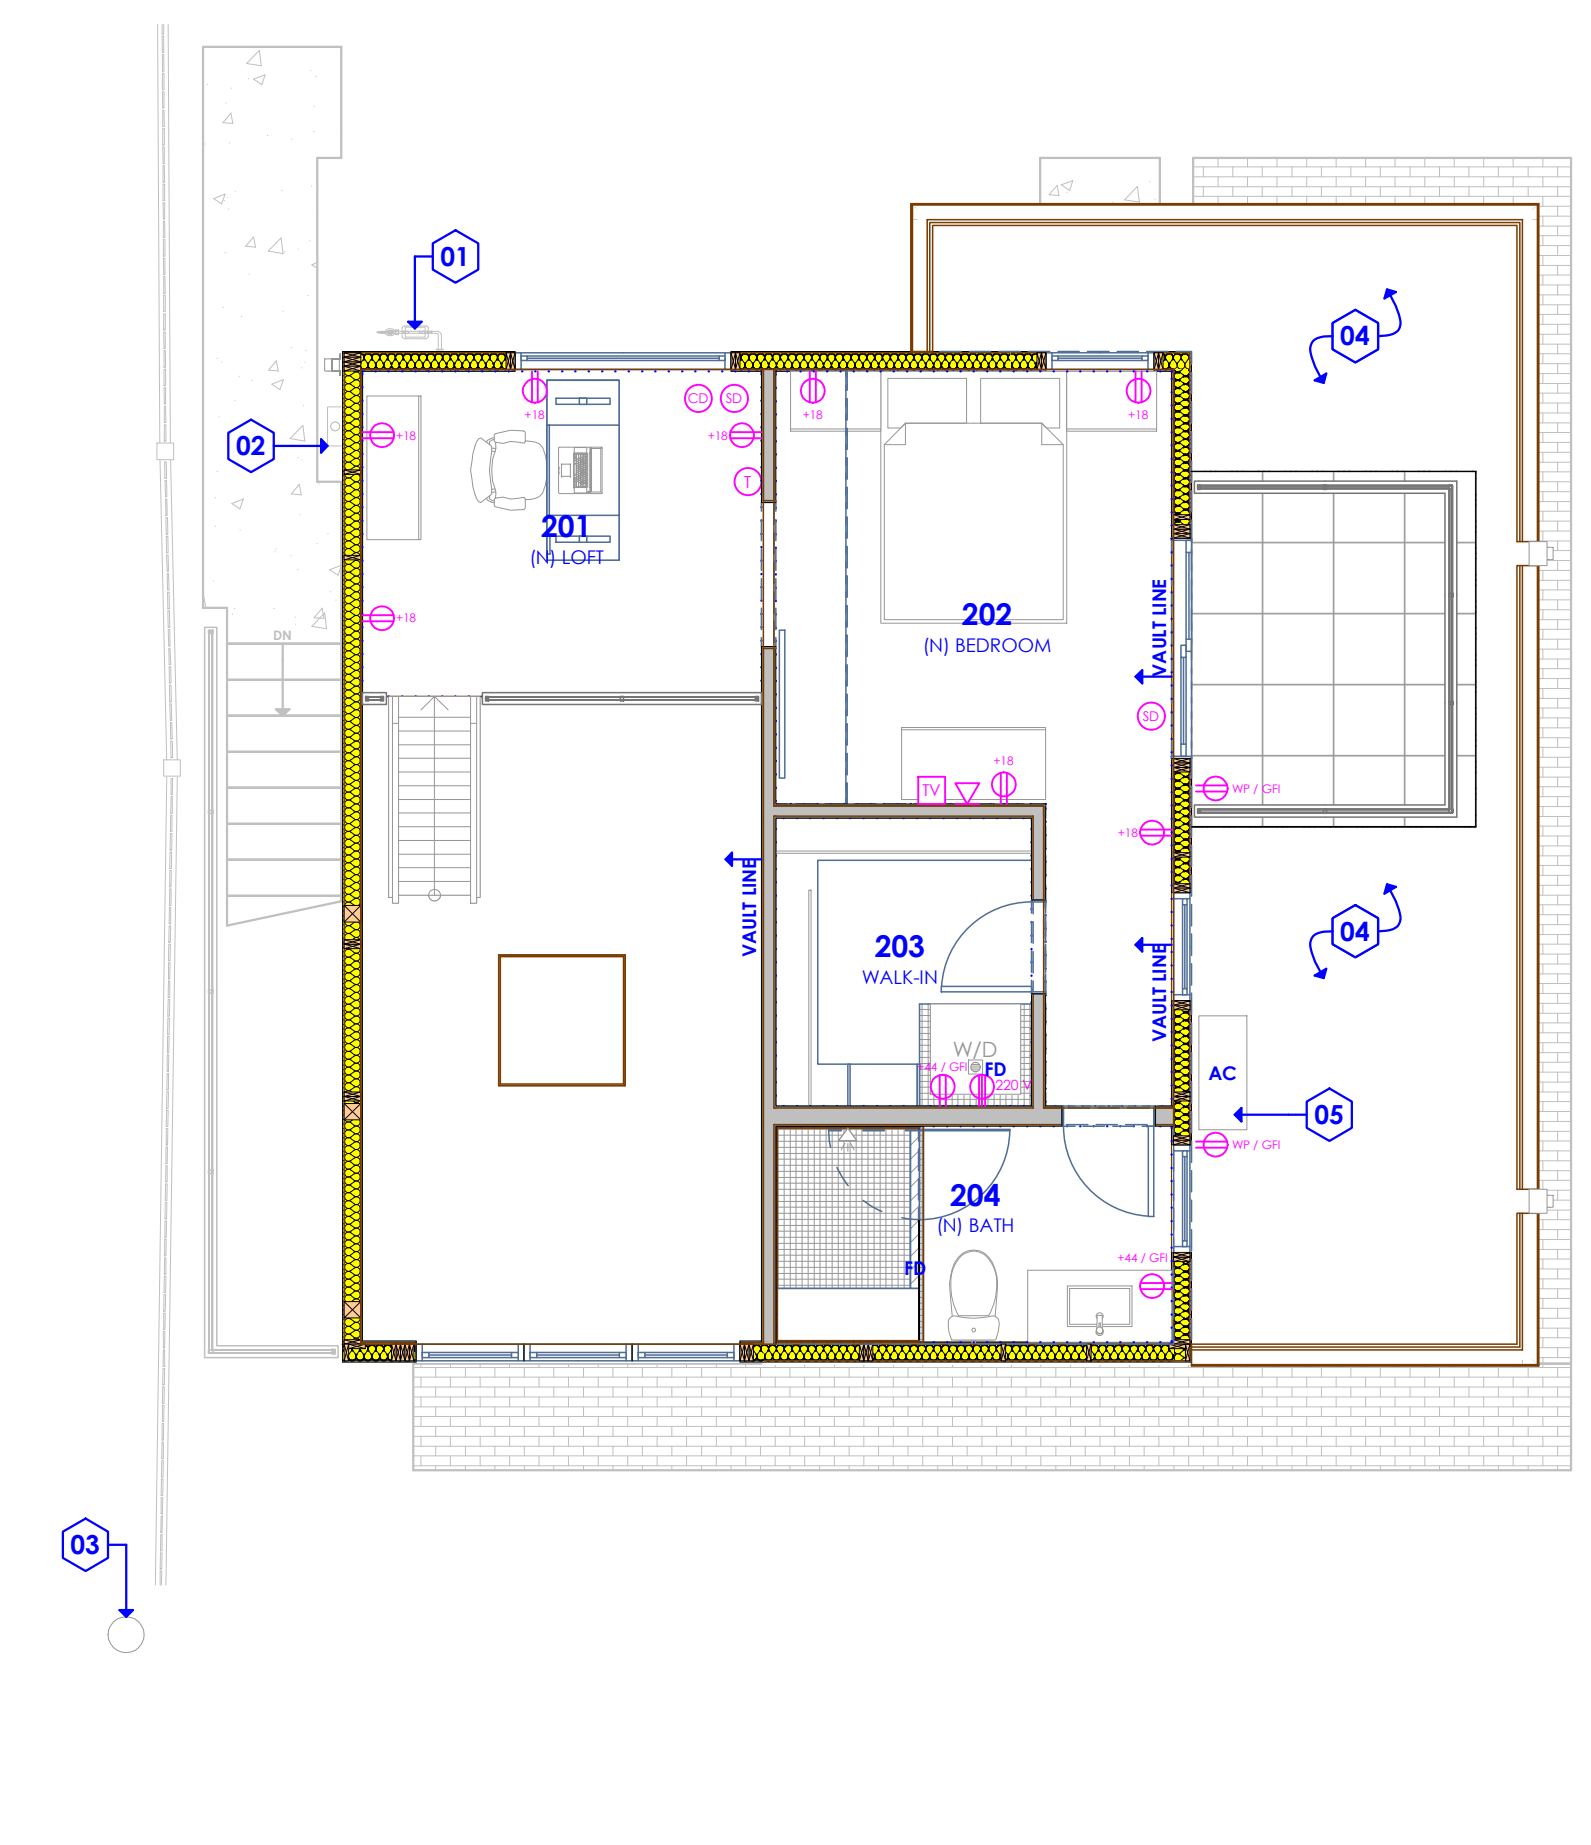 01
04
CD
SD
+18
+18
+18
+18
+18
02
T
201
(N) LOFT
202
(N) BEDROOM
VAULT LINE
+18
DN
SD
+18
TV
WP / GFI
+18
VAULT LINE
203
WALK-IN
04
VAULT LINE
W/D
+44 / GFI
FD
220 V
AC
05
WP / GFI
204
(N) BATH
FD
+44 / GFI
03